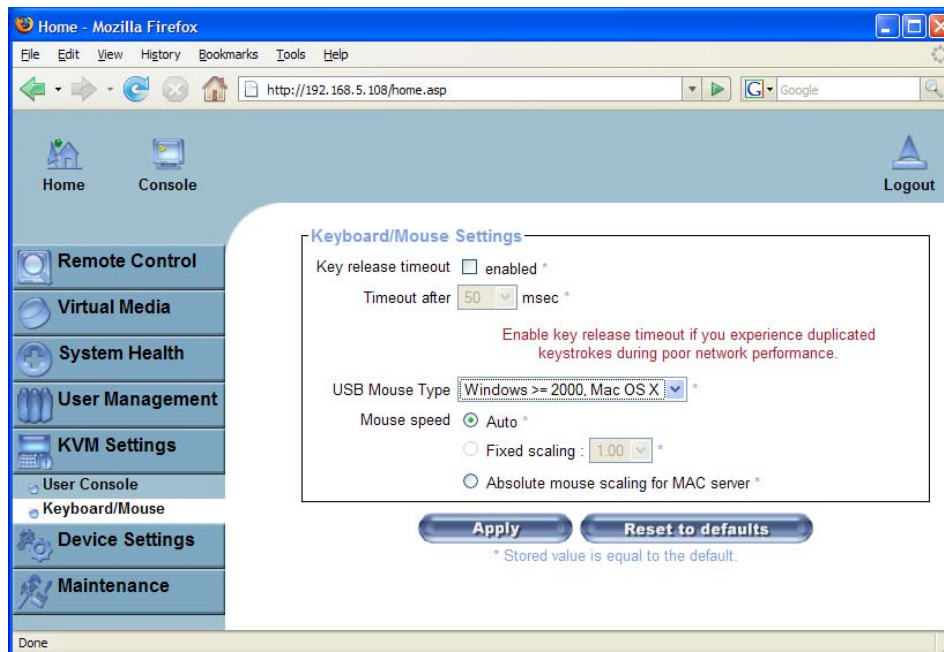 Home - Mozilla Firefox
File Edit View History Bookmarks Tools Help
http://192.168.5.108/home.asp
G Google
Home Console Logout
Remote Control
Virtual Media
System Health
User Management
KVM Settings
User Console
Keyboard/Mouse
Device Settings
Maintenance
Keyboard/Mouse Settings
Key release timeout enabled *
Timeout after 50 msec *
Enable key release timeout if you experience duplicated
keystrokes during poor network performance.
USB Mouse Type Windows >= 2000, Mac OS X *
Mouse speed Auto *
Fixed scaling : 1.00 *
Absolute mouse scaling for MAC server *
Apply Reset to defaults
* Stored value is equal to the default.
Done